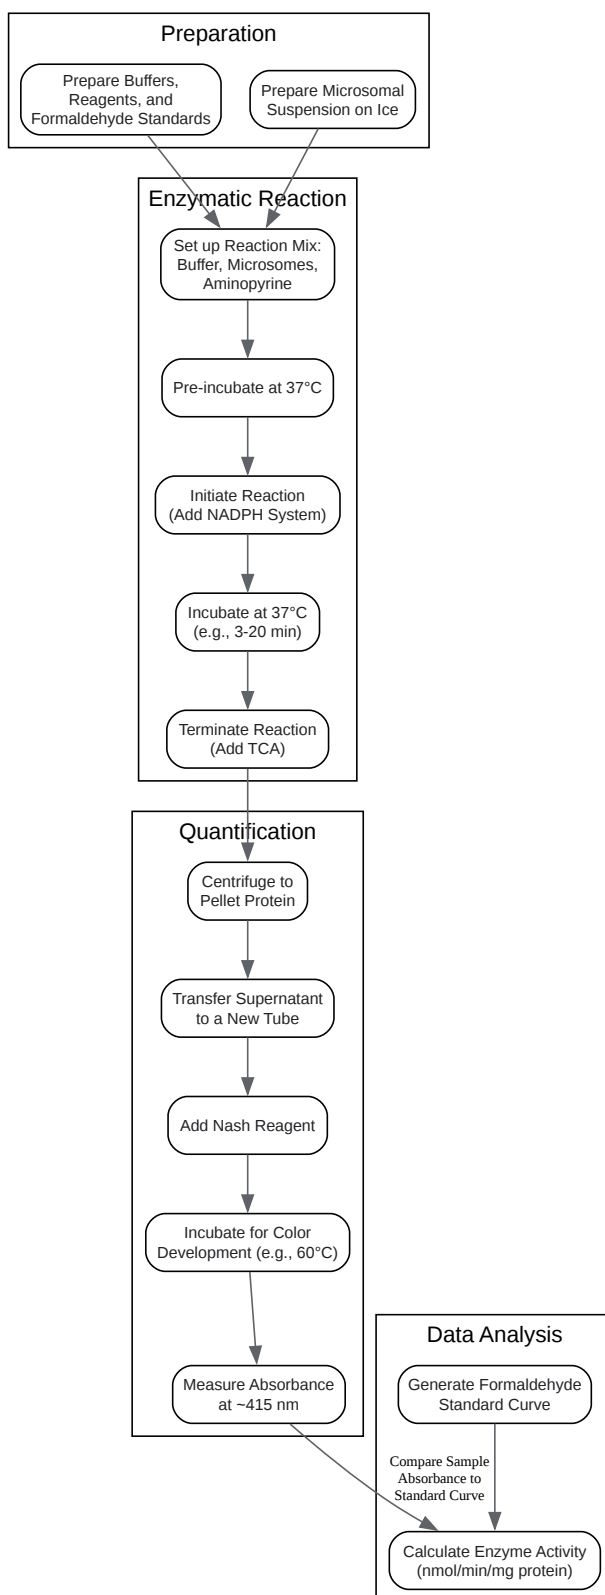 Preparation
Prepare Buffers,
Reagents, and
Formaldehyde Standards
Prepare Microsomal
Suspension on Ice
Enzymatic Reaction
Set up Reaction Mix:
Buffer, Microsomes,
Aminopyrine
Pre-incubate at 37°C
Initiate Reaction
(Add NADPH System)
Incubate at 37°C
(e.g., 3-20 min)
Terminate Reaction
(Add TCA)
Quantification
Centrifuge to
Pellet Protein
Transfer Supernatant
to a New Tube
Add Nash Reagent
Incubate for Color
Development (e.g., 60°C)
Measure Absorbance
at ~415 nm
Data Analysis
Generate Formaldehyde
Standard Curve
Compare Sample
Absorbance to
Standard Curve
Calculate Enzyme Activity
(nmol/min/mg protein)